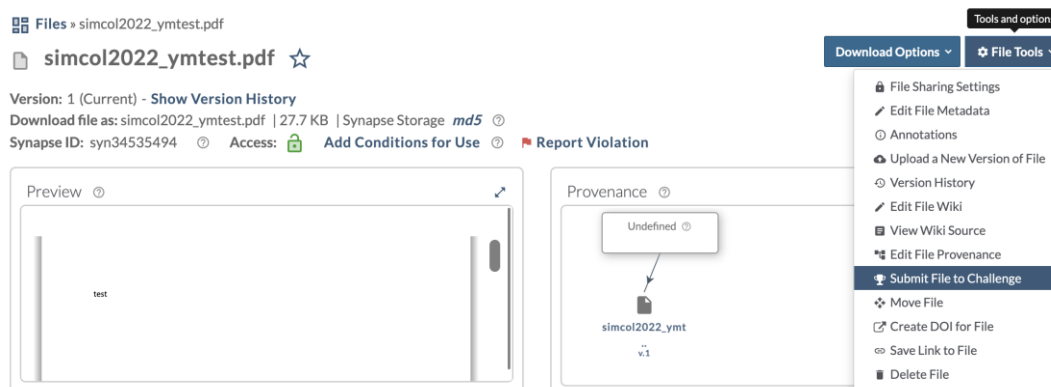 Files » simcol2022_ymtest.pdf
Tools and option
simcol2022_ymtest.pdf
Download Options
File Tools
Version: 1 (Current) - Show Version History
Download file as: simcol2022_ymtest.pdf | 27.7 KB | Synapse Storage md5
Synapse ID: syn34535494 Access: Add Conditions for Use Report Violation
File Sharing Settings
Edit File Metadata
Annotations
Upload a New Version of File
Version History
Edit File Wiki
View Wiki Source
Edit File Provenance
Submit File to Challenge
Move File
Create DOI for File
Save Link to File
Delete File
Preview
test
Provenance
Undefined
simcol2022_ymt
..
v.1